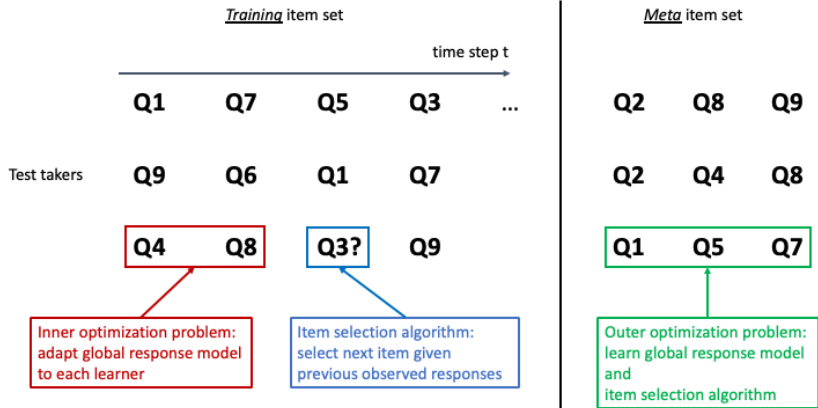 Training item set
Meta item set
time step t
Q1 Q7 Q5 Q3 ...
Q2 Q8 Q9
Test takers
Q9 Q6 Q1 Q7
Q2 Q4 Q8
Q4 Q8 Q3? Q9
Q1 Q5 Q7
Inner optimization problem:
adapt global response model
to each learner
Item selection algorithm:
select next item given
previous observed responses
Outer optimization problem:
learn global response model
and
item selection algorithm